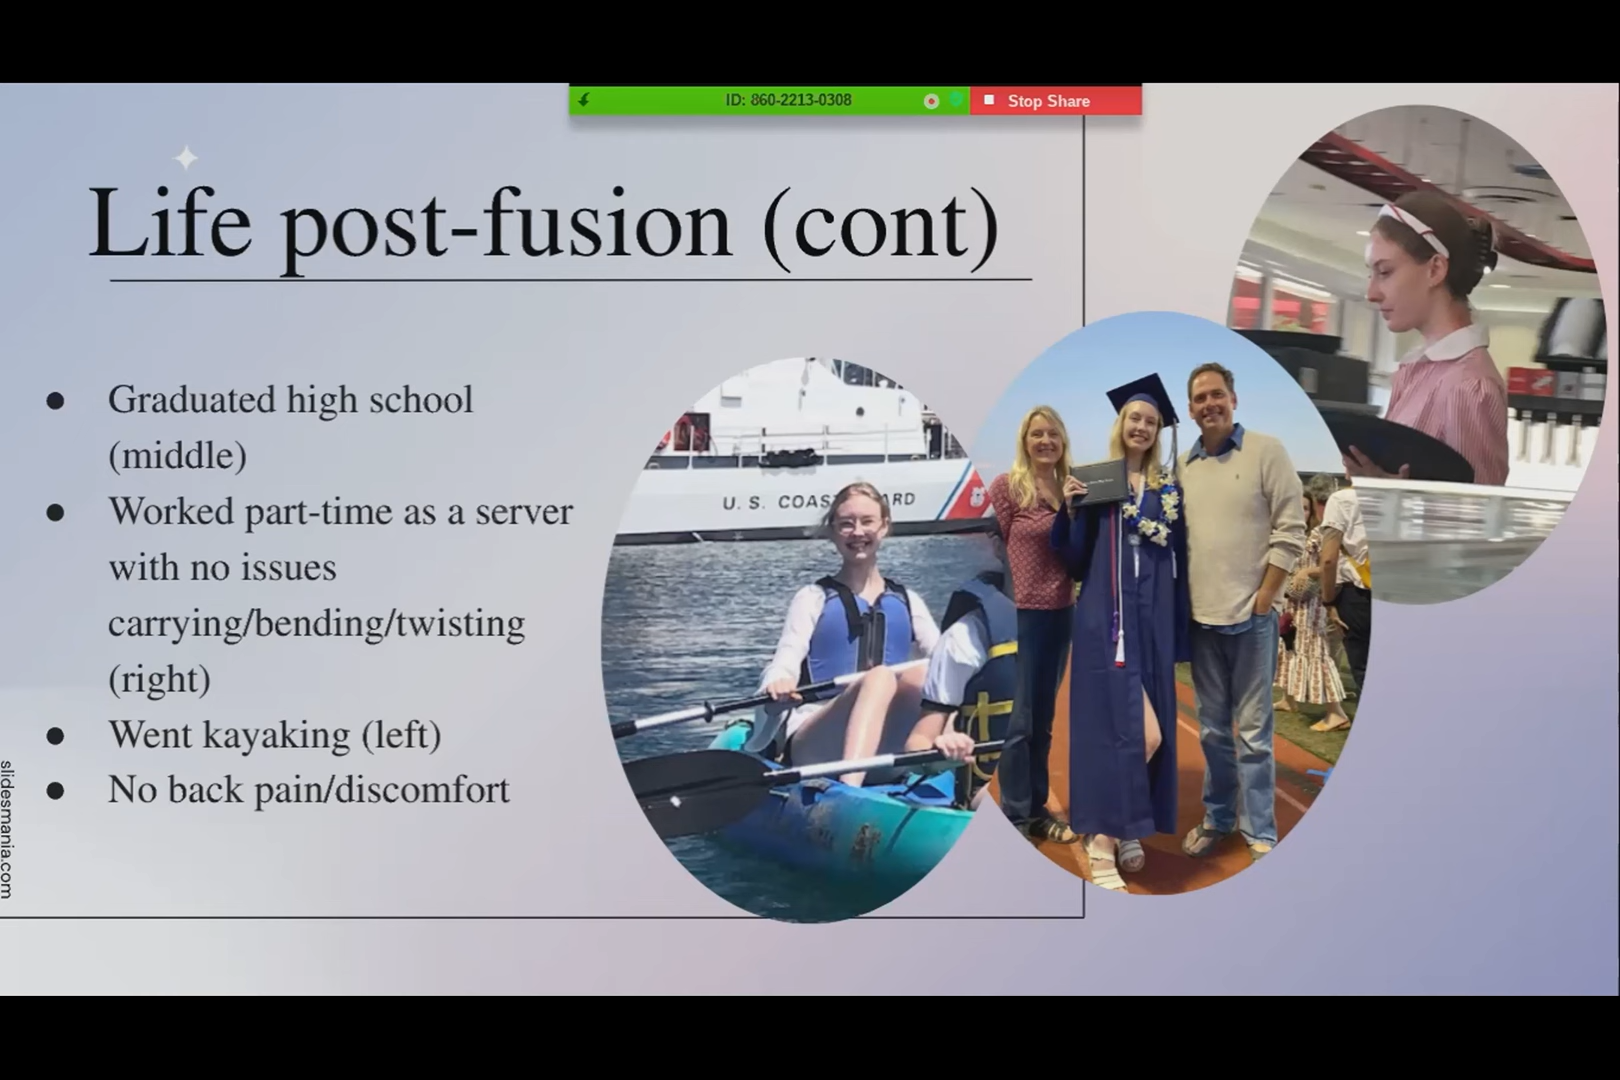 ID: 860-2213-0308
Stop Share
Life post-fusion (cont)
● Graduated high school
(middle)
● Worked part-time as a server
with no issues
carrying/bending/twisting
(right)
● Went kayaking (left)
● No back pain/discomfort
U. S. COAST ARD
slidesmania.com